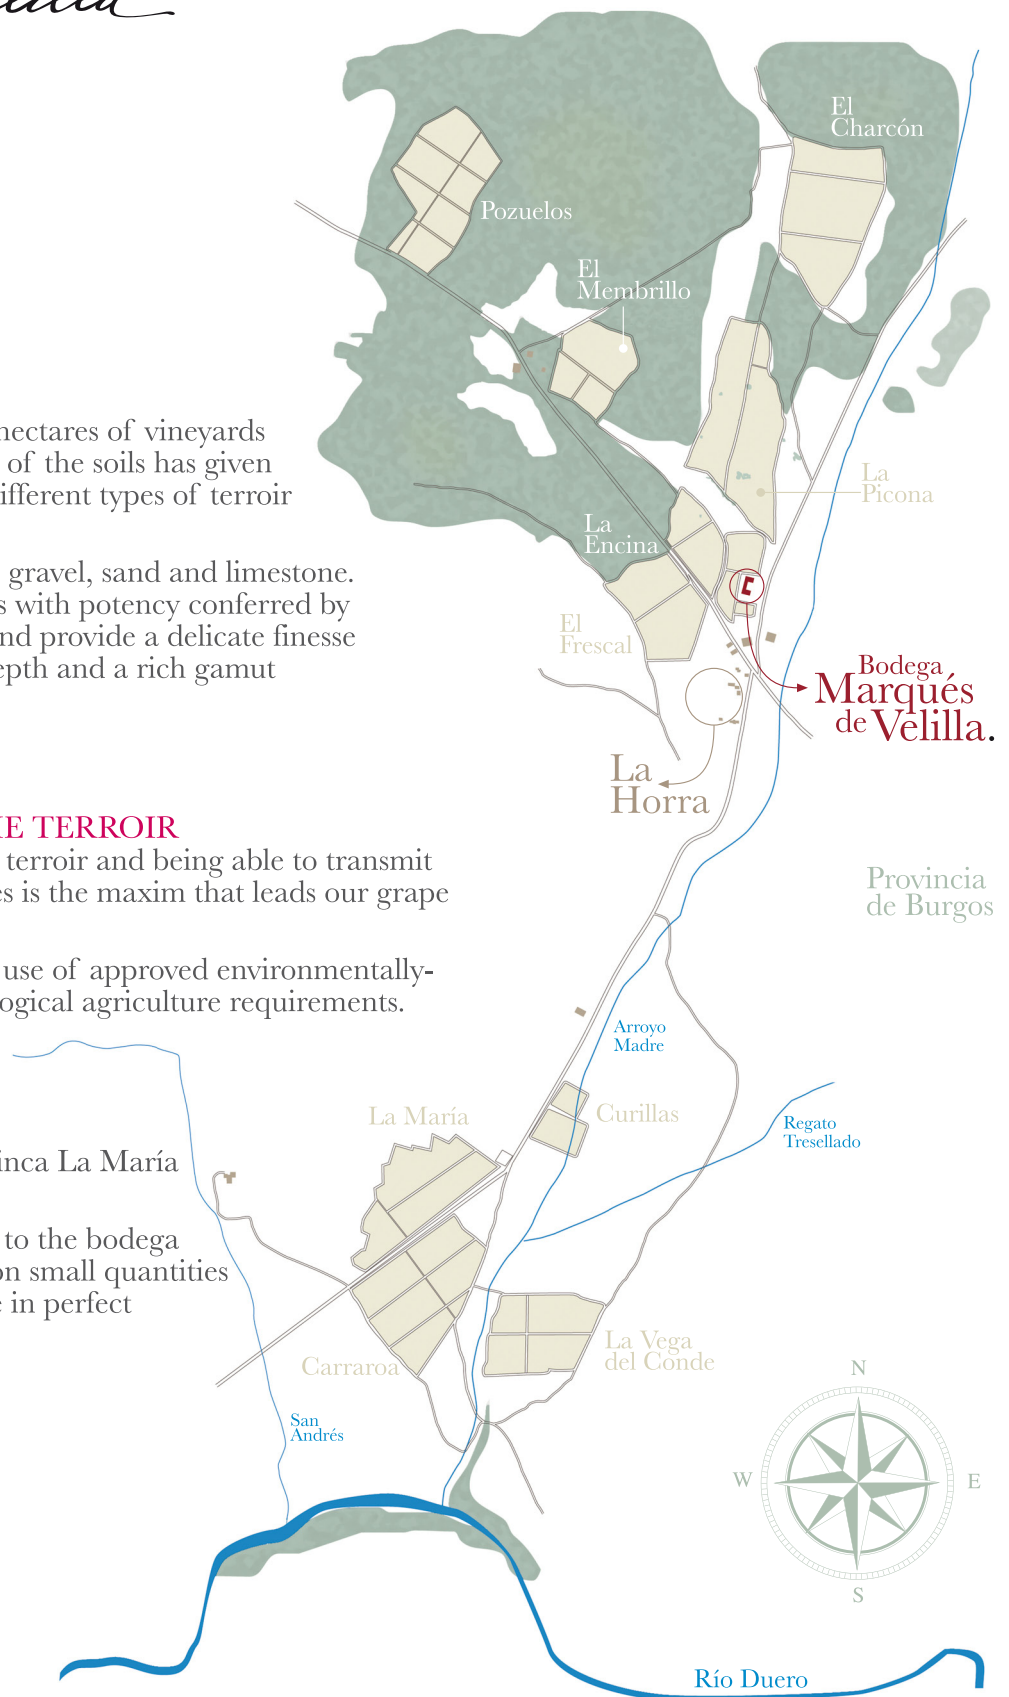 El
Charcón
Pozuelos
El
Membrillo
hectares of vineyards
of the soils has given
ifferent types of terroir
La
Picona
La
Encina
gravel, sand and limestone.
s with potency conferred by
nd provide a delicate finesse
epth and a rich gamut
El
Frescal
Bodega
Marqués
de Velilla.
La
Horra
IE TERROIR
terroir and being able to transmit
es is the maxim that leads our grape
Provincia
de Burgos
use of approved environmentally-
ogical agriculture requirements.
Arroyo
Madre
La María
Curillas
Regato
Tresellado
inca La María
to the bodega
on small quantities
e in perfect
La Vega
del Conde
Carraroa
San
Andrés
N
W
E
S
Río Duero